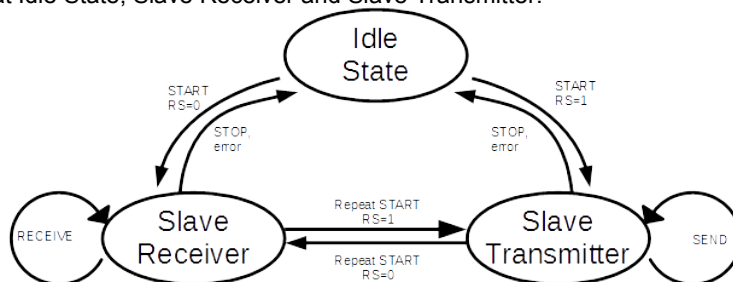 at Idle State, Slave Receiver and Slave Transmitter.
Idle
State
START
RS=0
START
RS=1
STOP,
error
STOP,
error
Slave
Receiver
Repeat START
RS=1
Slave
Transmitter
RECEIVE
SEND
Repeat START
RS=0